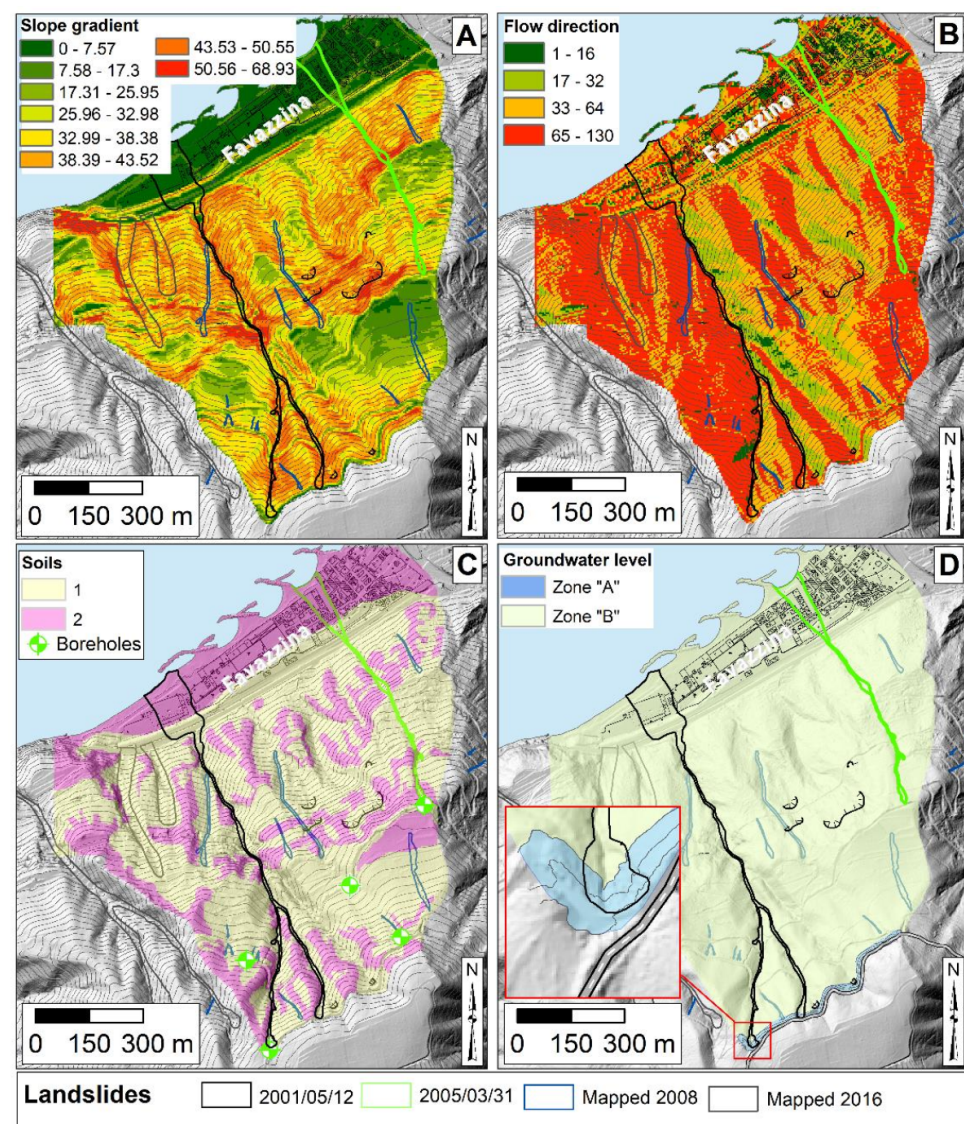 Slope gradient
0 - 7.57
7.58 - 17.3
17.31 - 25.95
25.96 - 32.98
32.99 - 38.38
38.39 - 43.52
43.53 - 50.55
50.56 - 68.93
A
Favazzina
N
0 150 300 m
Flow direction
1 - 16
17 - 32
33 - 64
65 - 130
B
Favazzina
N
0 150 300 m
Soils
1
2
Boreholes
C
Favazzina
N
0 150 300 m
Groundwater level
Zone "A"
Zone "B"
D
Favazzina
N
0 150 300 m
Landslides 2001/05/12 2005/03/31 Mapped 2008 Mapped 2016